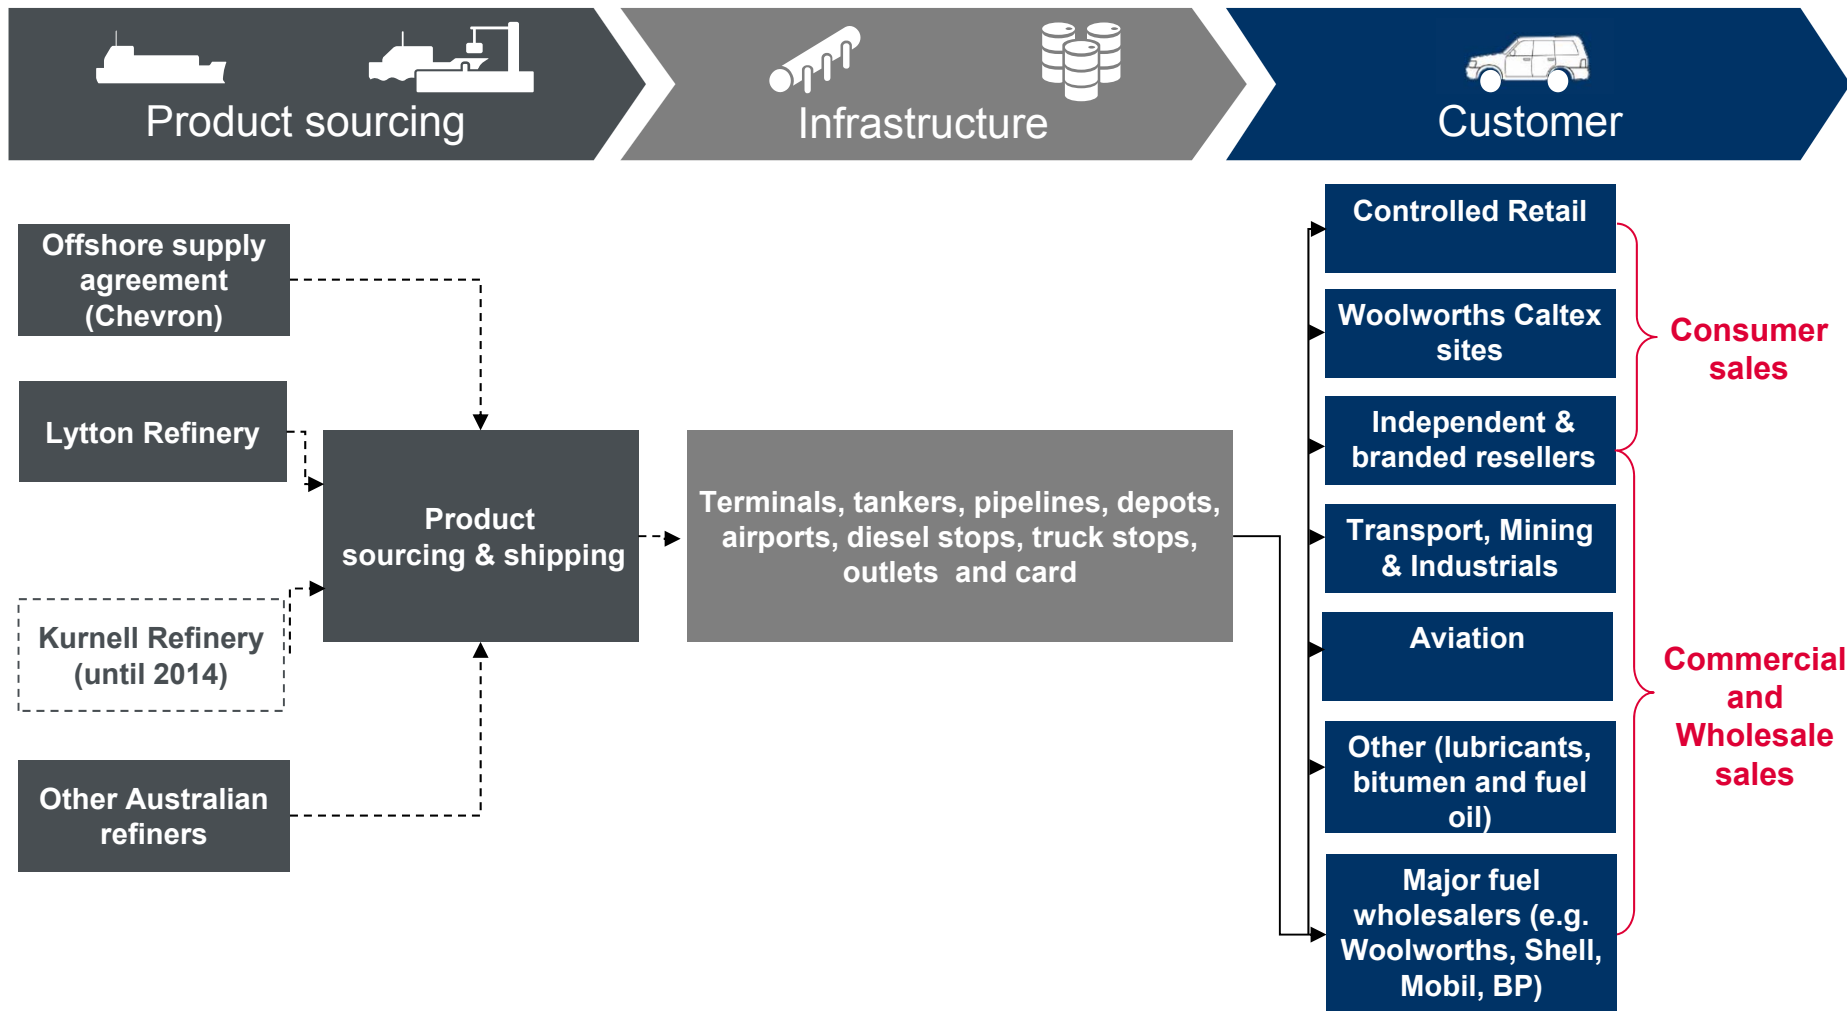 Product sourcing
Infrastructure
Customer
Offshore supply
agreement
(Chevron)
Lytton Refinery
Kurnell Refinery
(until 2014)
Other Australian
refiners
Product
sourcing & shipping
Terminals, tankers, pipelines, depots,
airports, diesel stops, truck stops,
outlets and card
Controlled Retail
Woolworths Caltex
sites
Independent &
branded resellers
Transport, Mining
& Industrials
Aviation
Other (lubricants,
bitumen and fuel
oil)
Major fuel
wholesalers (e.g.
Woolworths, Shell,
Mobil, BP)
Consumer
sales
Commercial
and
Wholesale
sales